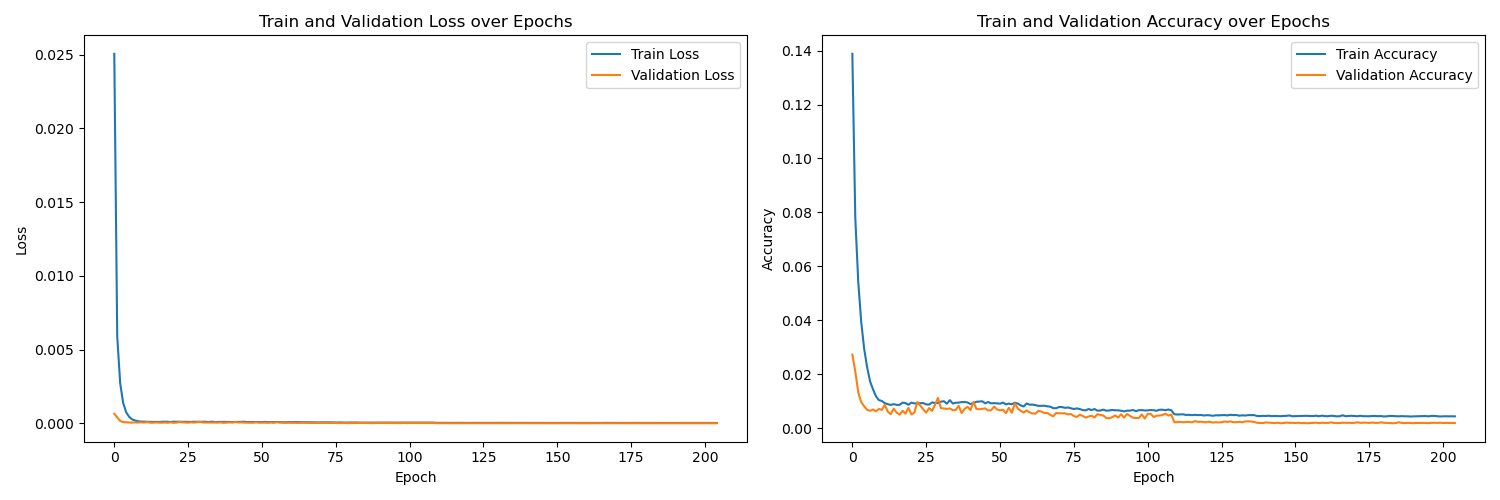 Train and Validation Loss over Epochs
Train Loss
Validation Loss
0.025
0.020
0.015
0.010
0.005
0.000
Loss
0 25 50 75 100 125 150 175 200
Epoch
Train and Validation Accuracy over Epochs
Train Accuracy
Validation Accuracy
0.14
0.12
0.10
0.08
0.06
0.04
0.02
0.00
Accuracy
0 25 50 75 100 125 150 175 200
Epoch